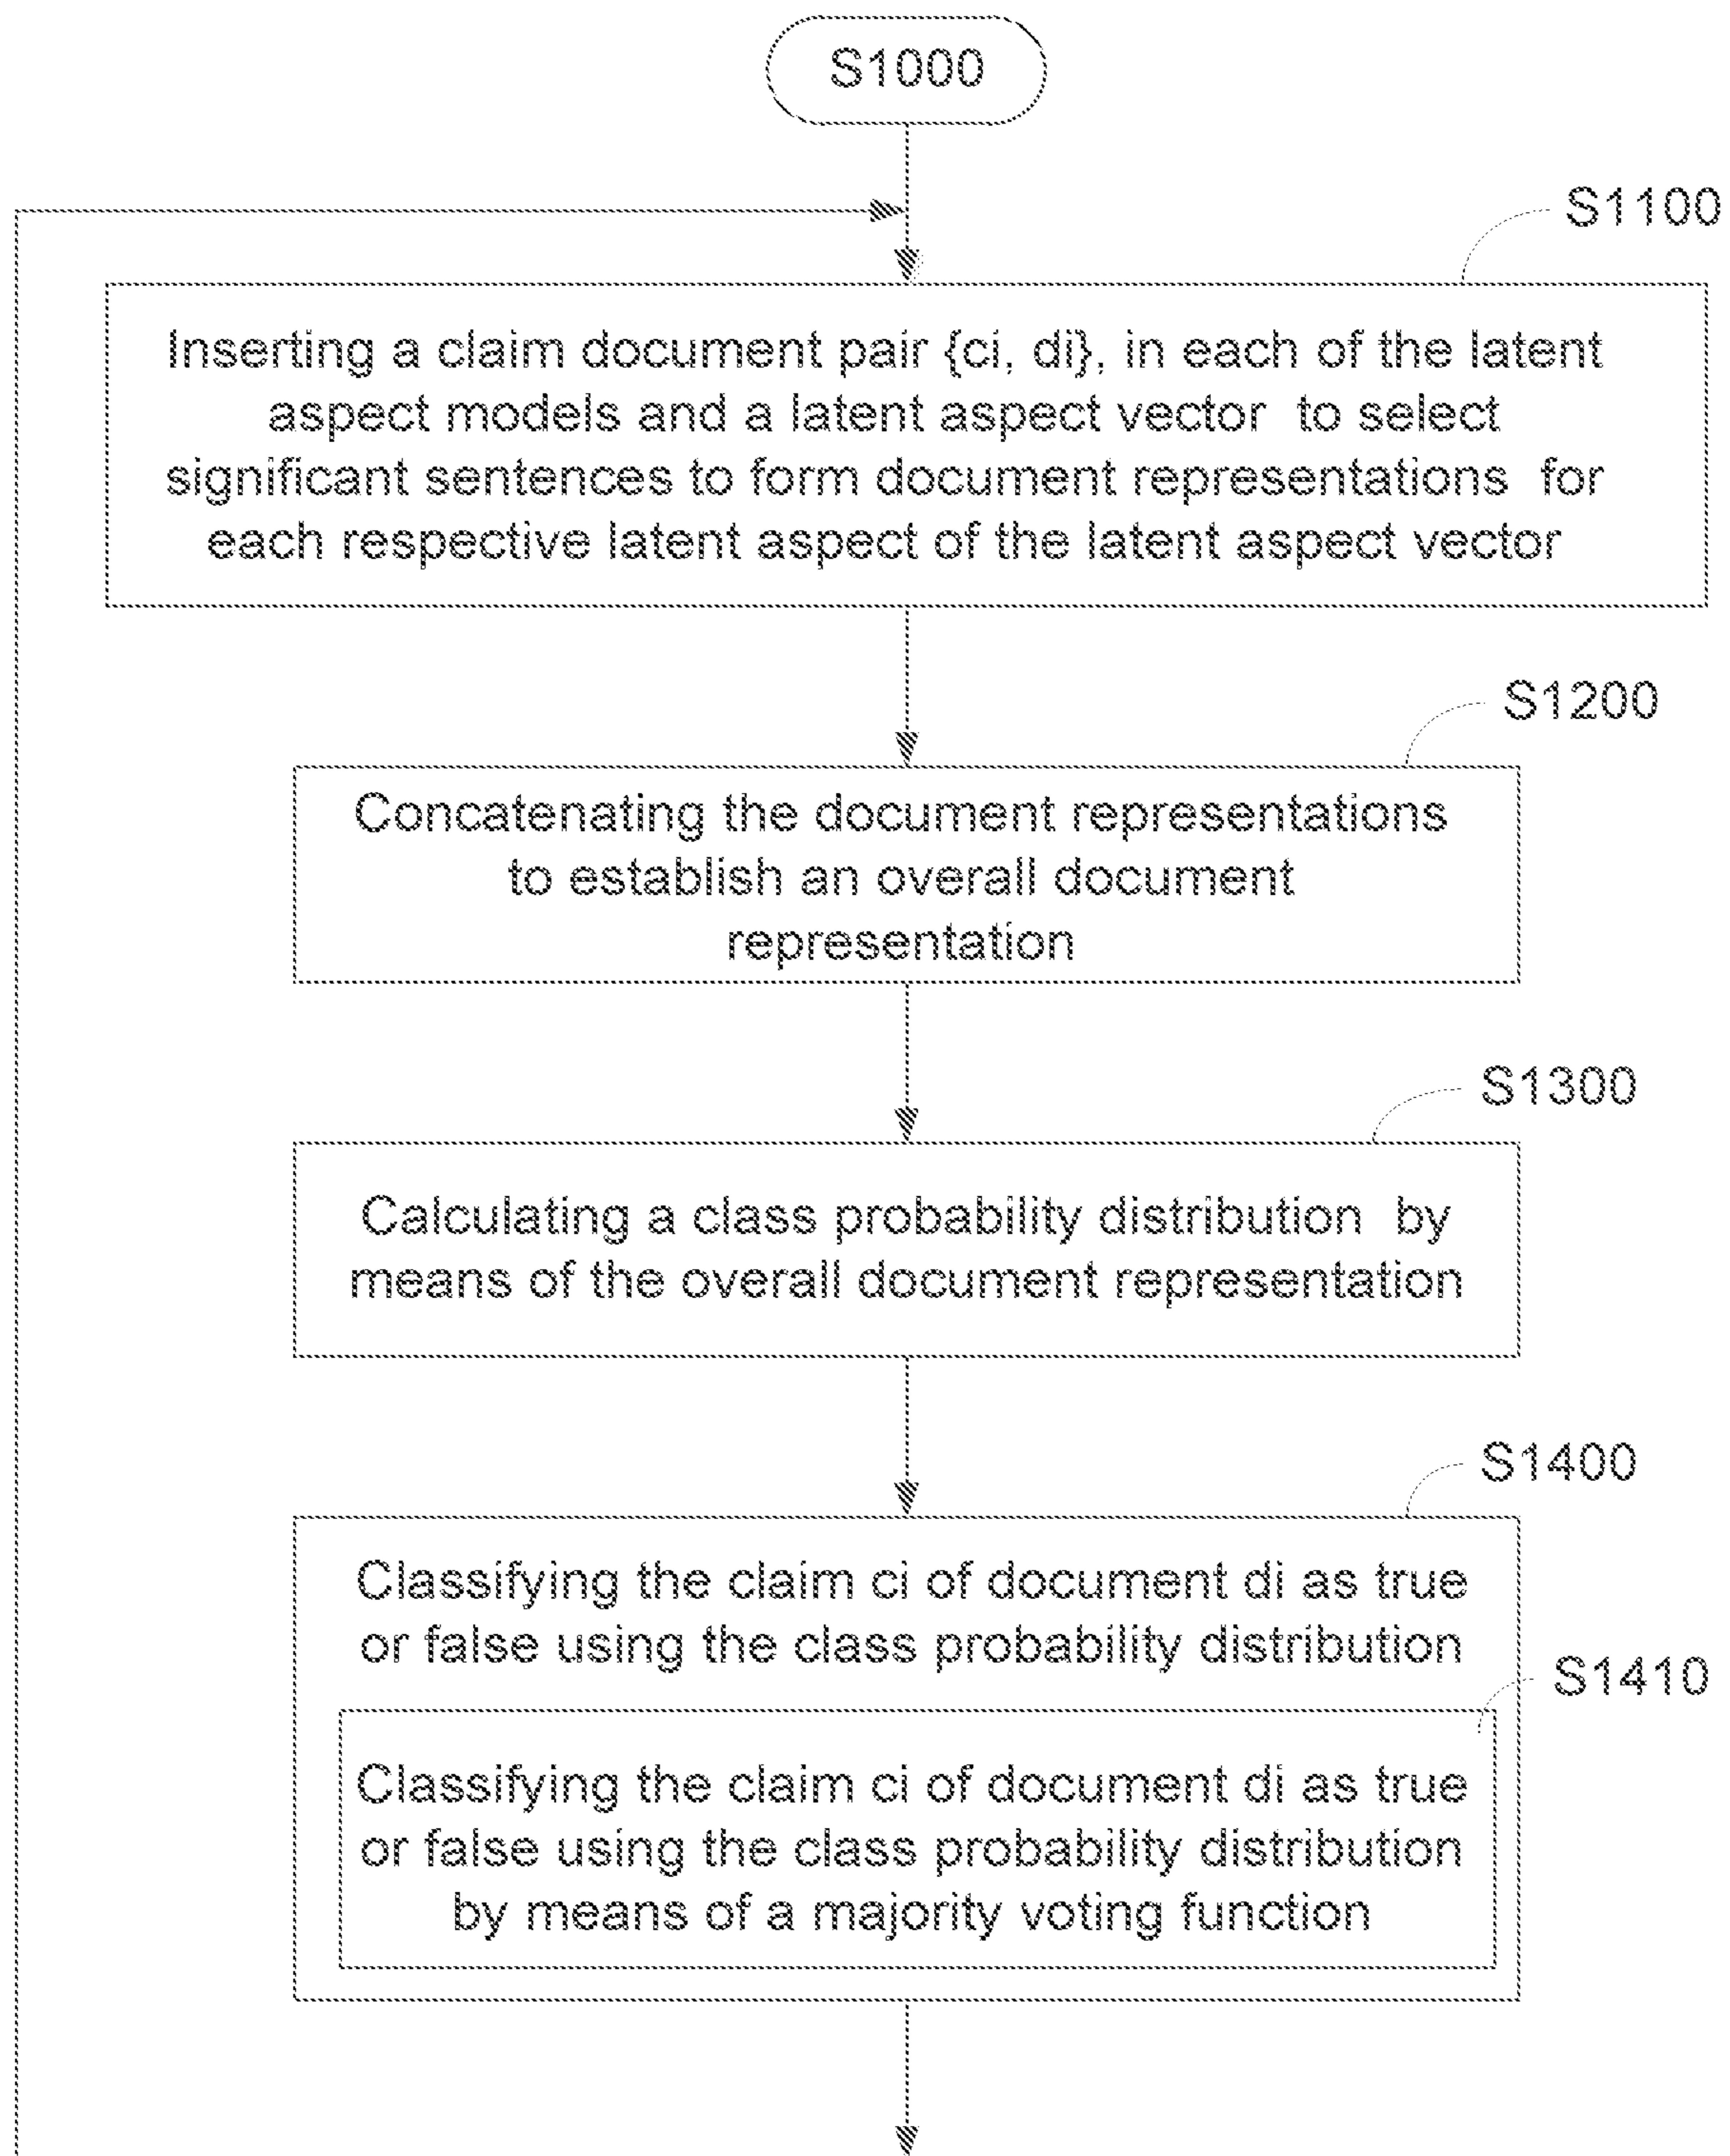 S1000
S1100
Inserting a claim document pair {ci, di}, in each of the latent
aspect models and a latent aspect vector to select
significant sentences to form document representations for
each respective latent aspect of the latent aspect vector
S1200
Concatenating the document representations
to establish an overall document
representation
S1300
Calculating a class probability distribution by
means of the overall document representation
S1400
Classifying the claim ci of document di as true
or false using the class probability distribution
S1410
Classifying the claim ci of document di as true
or false using the class probability distribution
by means of a majority voting function